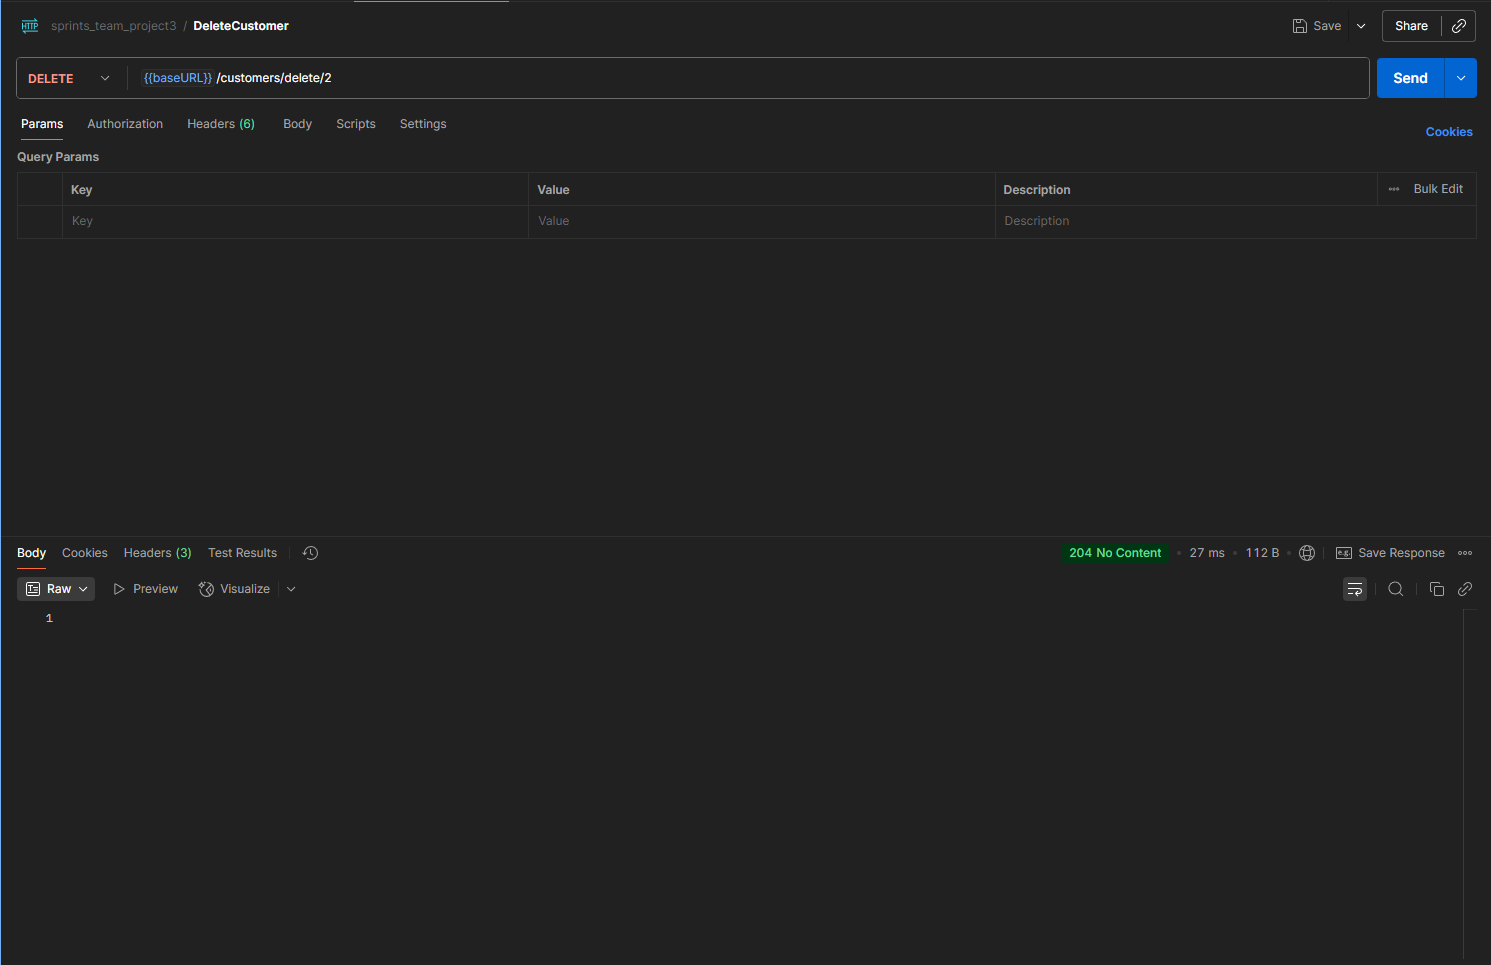 HTTP sprints_team_project3 / DeleteCustomer Save Share
DELETE {{baseURL}} /customers/delete/2 Send
Params Authorization Headers (6) Body Scripts Settings Cookies
Query Params
Key Value Description Bulk Edit
Key Value Description
Body Cookies Headers (3) Test Results 204 No Content • 27 ms • 112 B • e.g. Save Response
Raw Preview Visualize
1